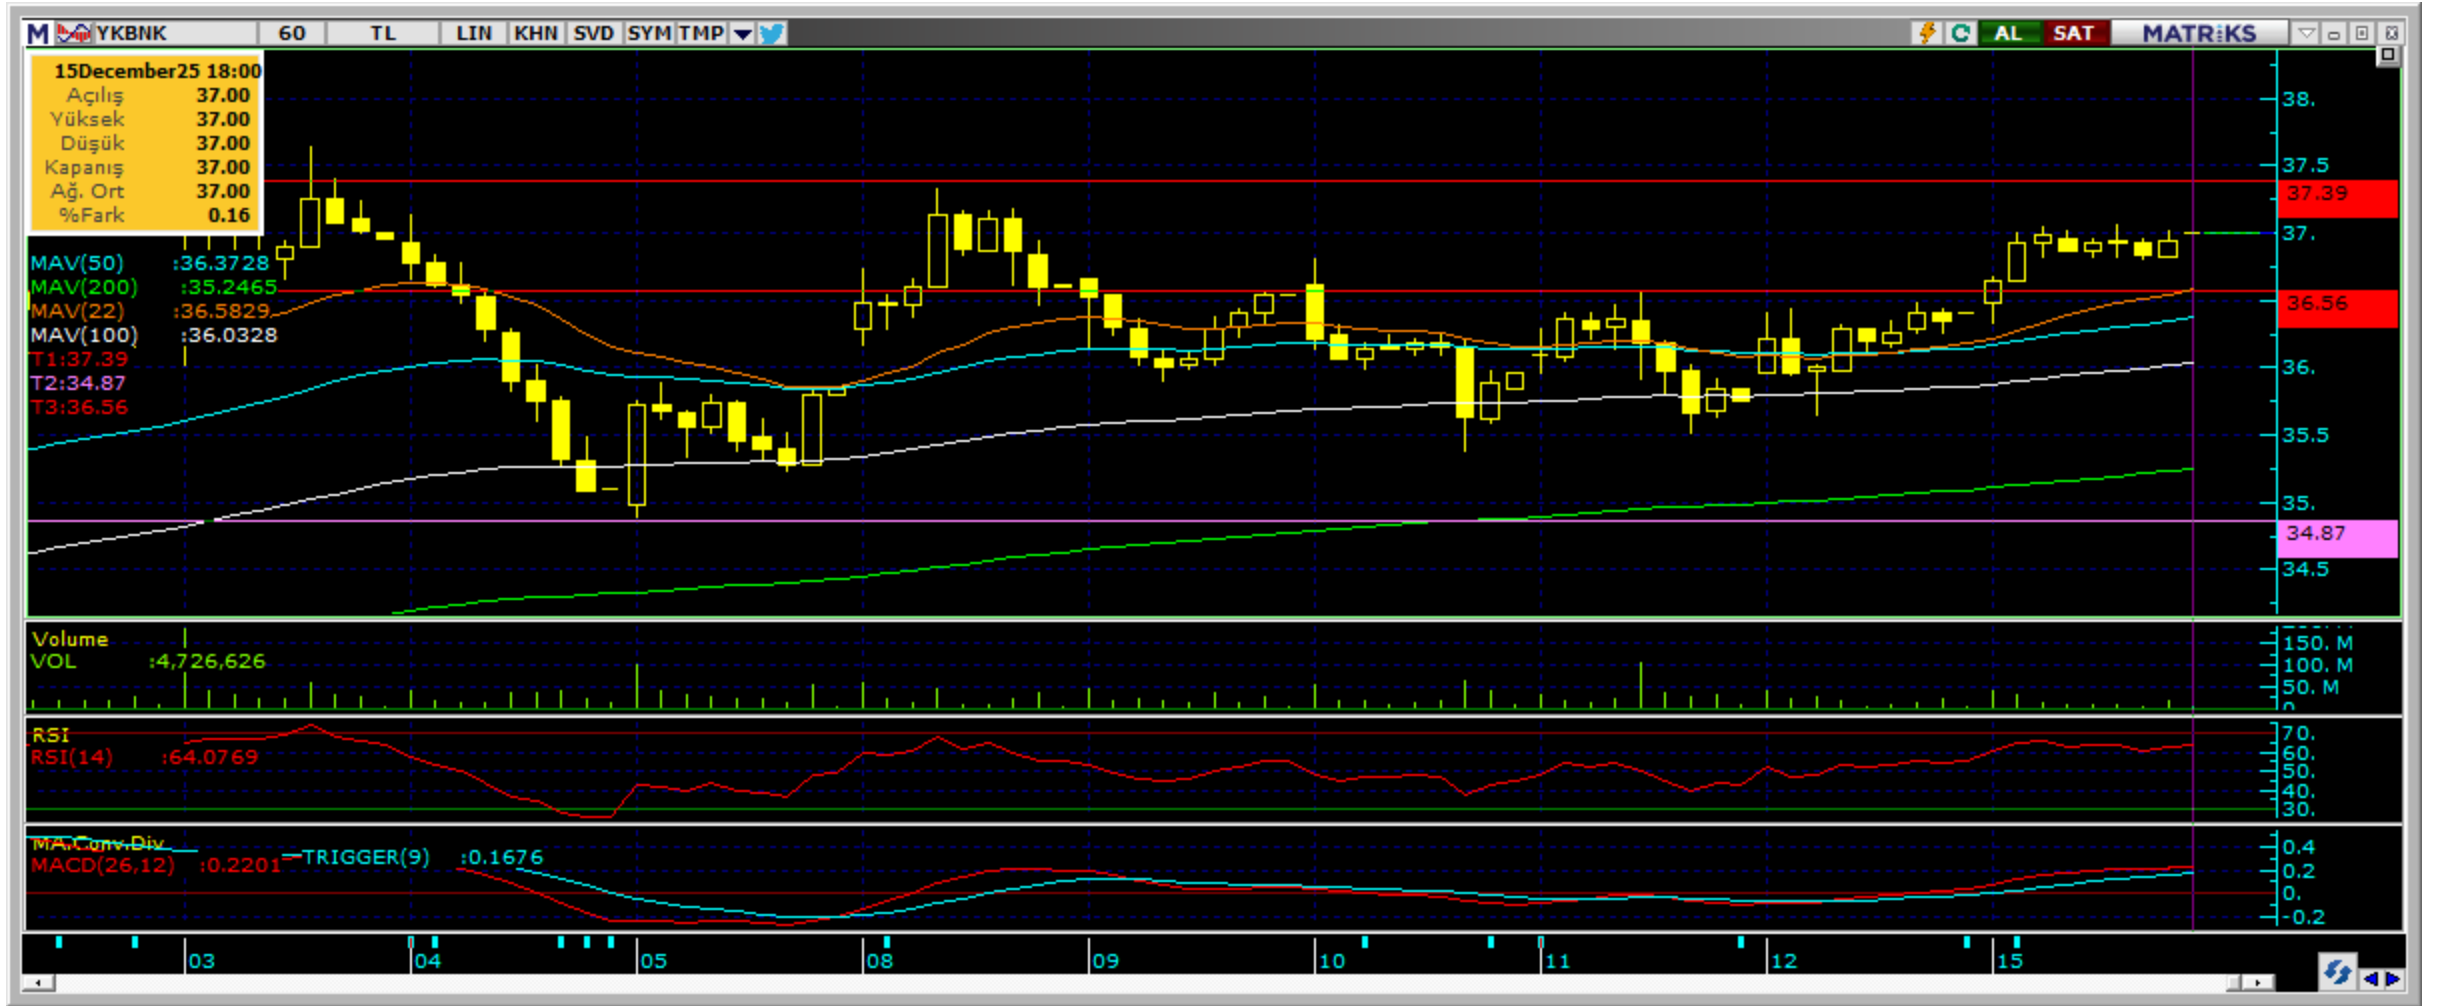 M YKBNK 60 TL LIN KHN SVD SYM TMP AL SAT MATRiKS
15December25 18:00
Açılış 37.00
Yüksek 37.00
Düşük 37.00
Kapanış 37.00
Ağ. Ort 37.00
%Fark 0.16
MAV(50) :36.3728
MAV(200) :35.2465
MAV(22) :36.5829
MAV(100) :36.0328
T1:37.39
T2:34.87
T3:36.56
38.
37.5
37.39
37.
36.56
36.
35.5
35.
34.87
34.5
Volume
VOL :4,726,626
150. M
100. M
50. M
0
RSI
RSI(14) :64.0769
70.
60.
50.
40.
30.
MA.Conv.Div
MACD(26,12) :0.2201 TRIGGER(9) :0.1676
0.4
0.2
0.
-0.2
03 04 05 08 09 10 11 12 15